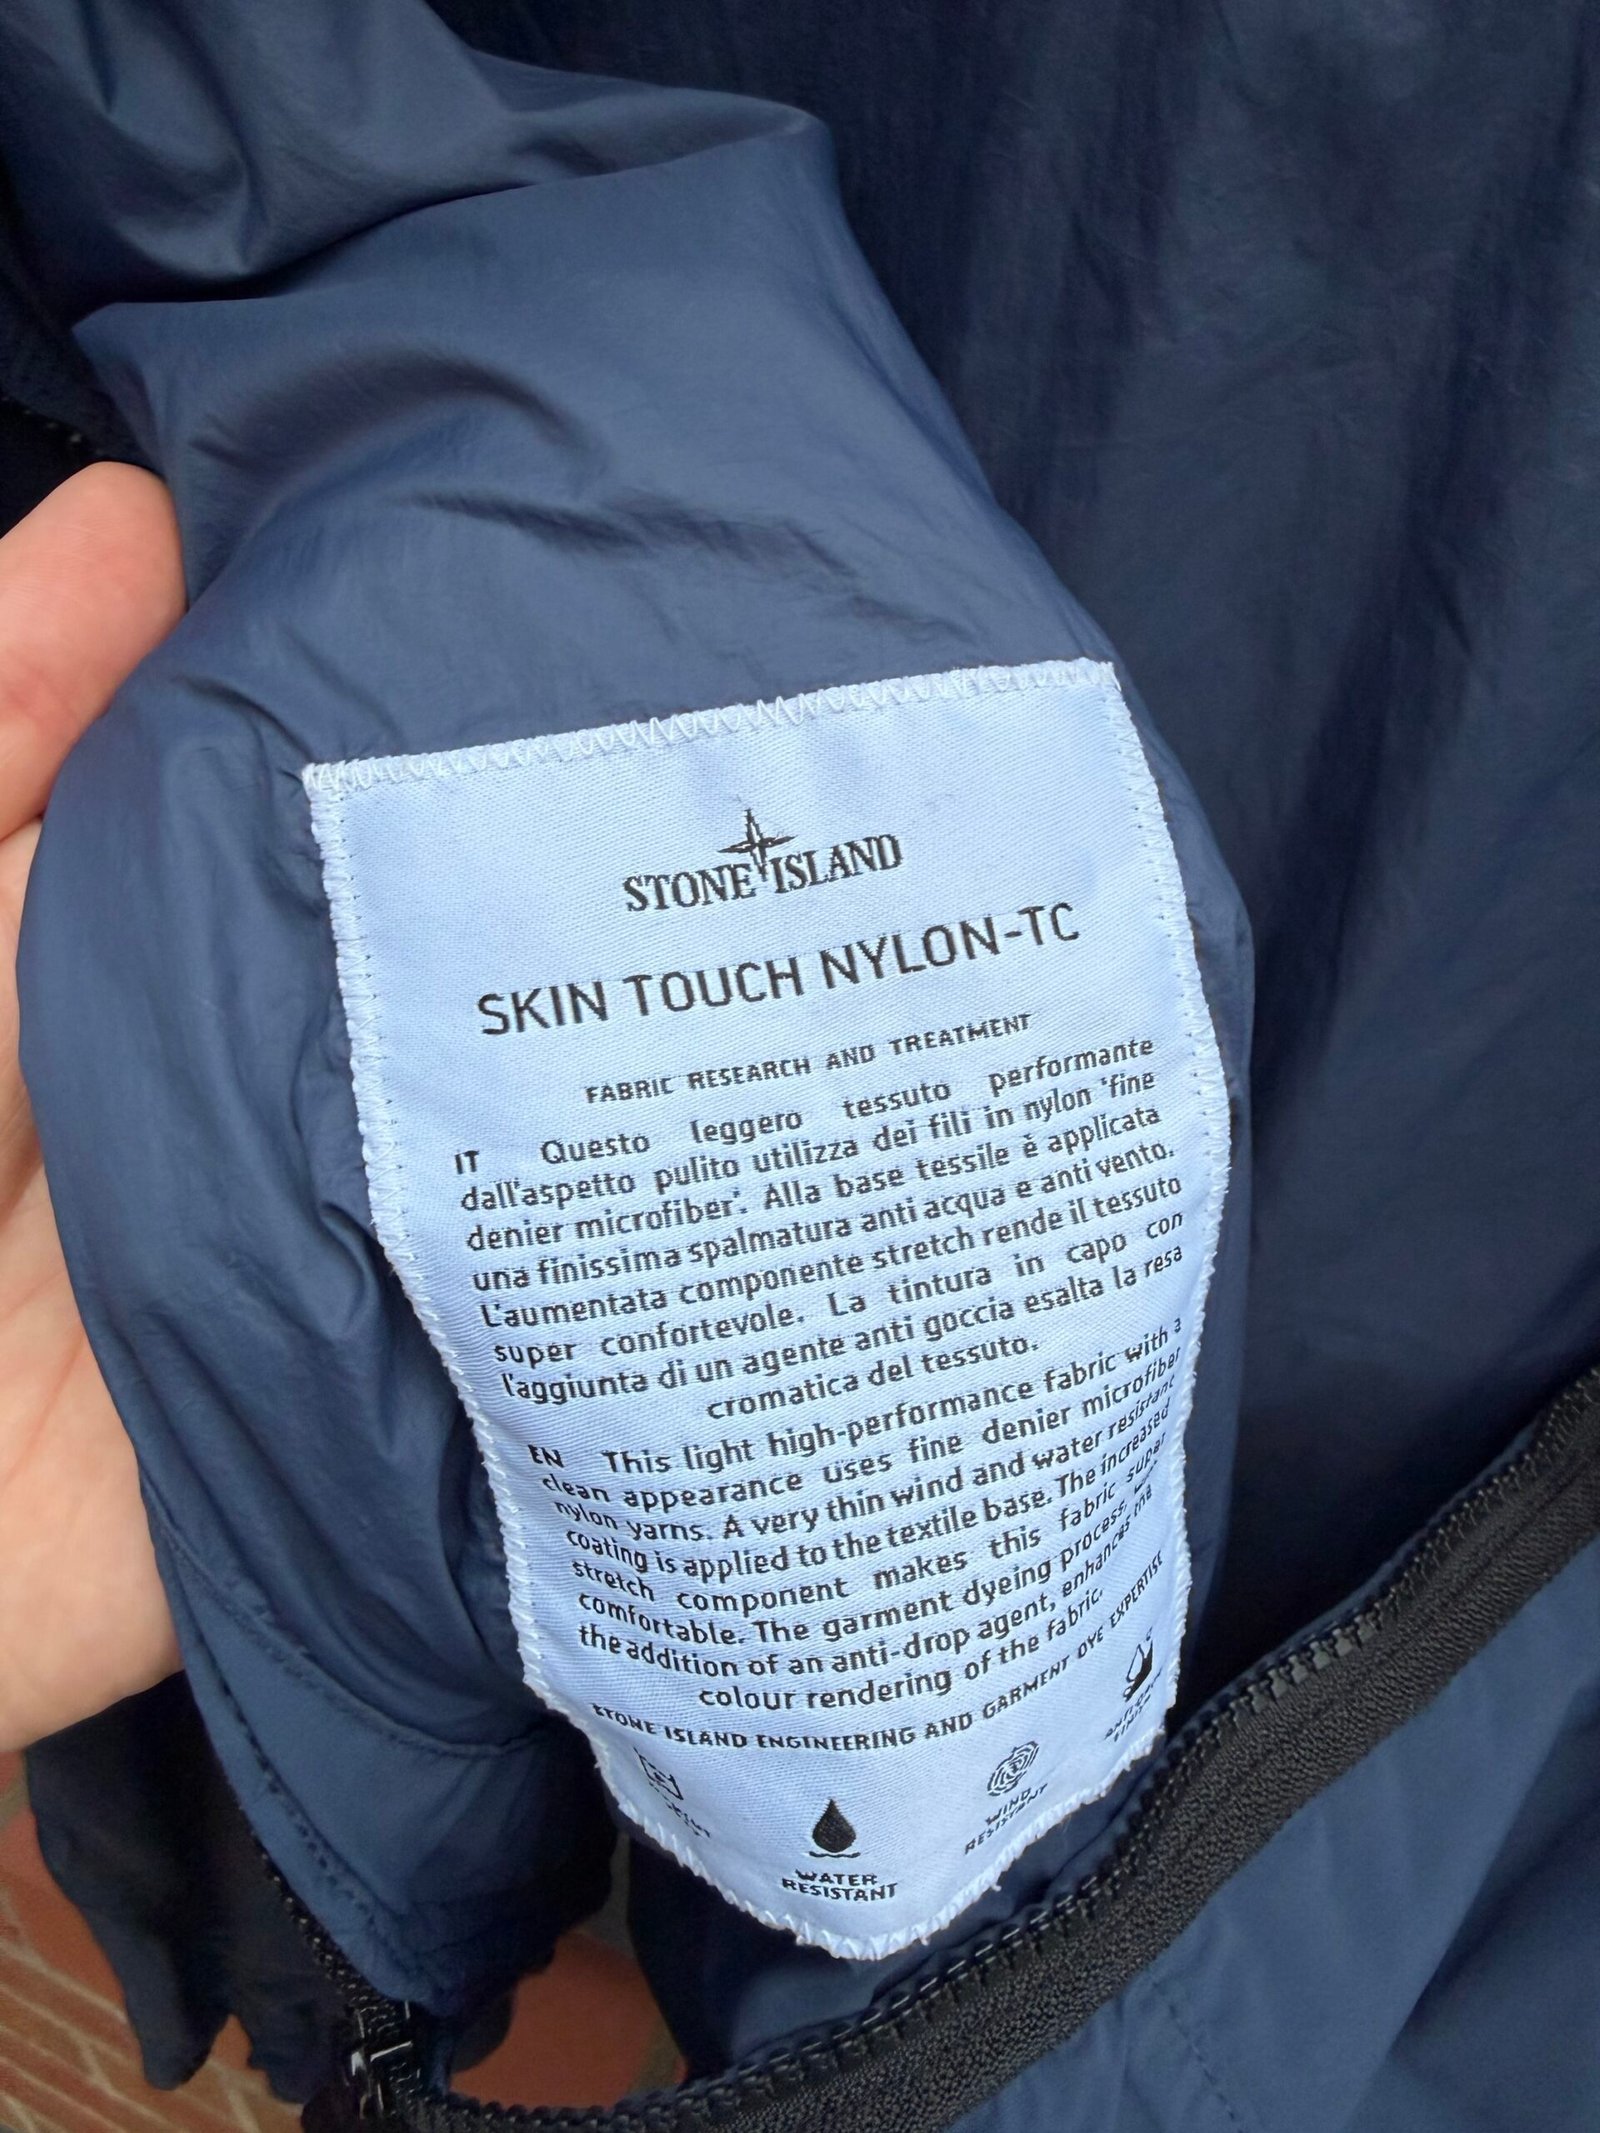 STONE ISLAND
SKIN TOUCH NYLON-TC
FABRIC RESEARCH AND TREATMENT
IT Questo leggero tessuto performante
dall'aspetto pulito utilizza dei fili in nylon 'fine
denier microfiber'. Alla base tessile è applicata
una finissima spalmatura anti acqua e anti vento.
L'aumentata componente stretch rende il tessuto
super confortevole. La tintura in capo con
l'aggiunta di un agente anti goccia esalta la resa
cromatica del tessuto.
EN This light high-performance fabric with a
clean appearance uses fine denier microfiber
nylon yarns. A very thin wind and water resistant
coating is applied to the textile base. The increased
stretch component makes this fabric super
comfortable. The garment dyeing process, with
the addition of an anti-drop agent, enhances the
colour rendering of the fabric.
STONE ISLAND ENGINEERING AND GARMENT DYE EXPERTISE
WATER
RESISTANT
WIND
RESISTANT